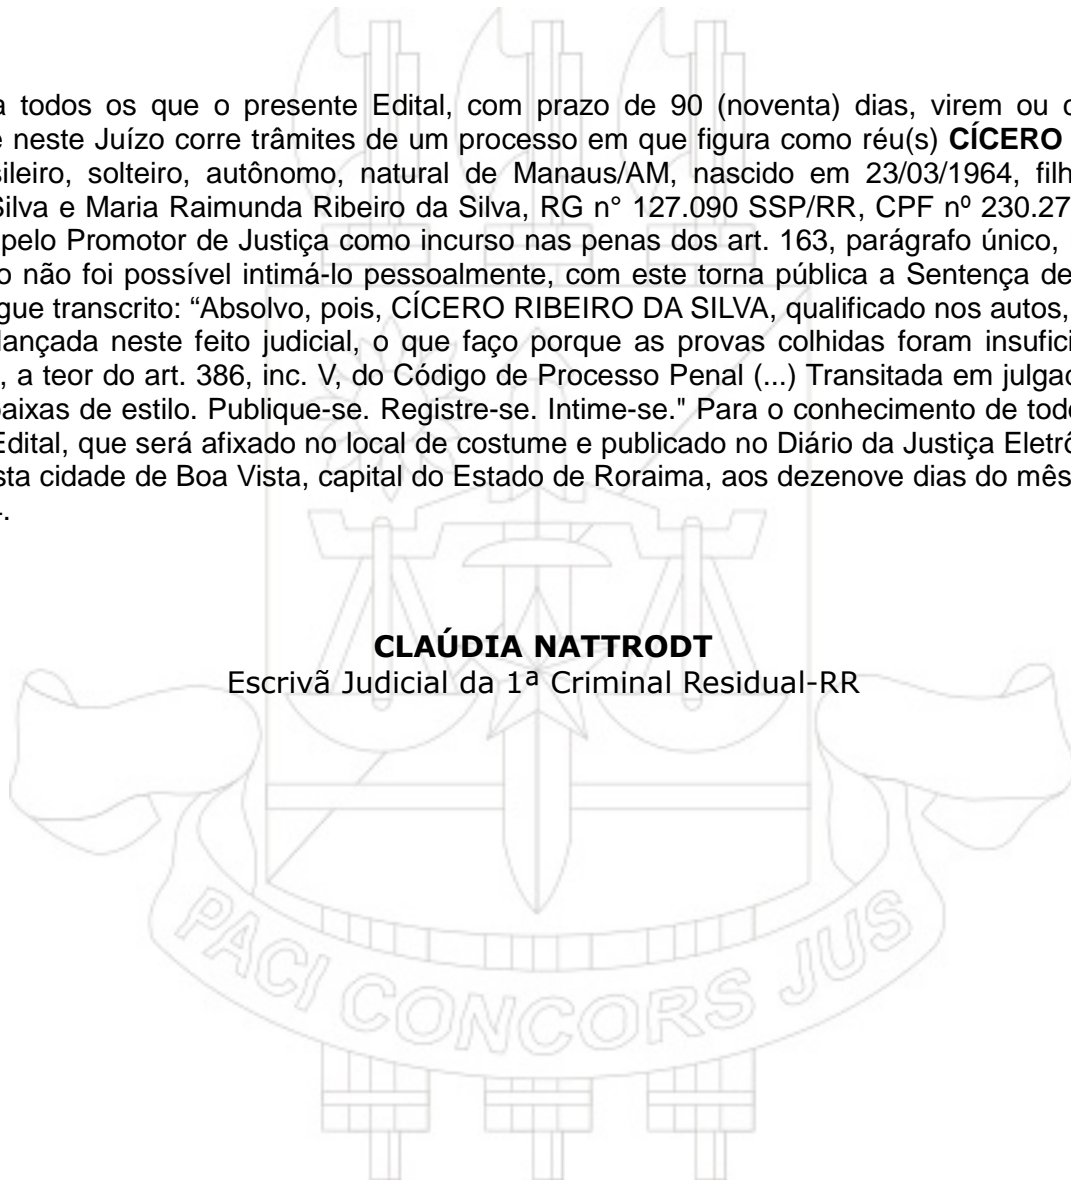 a todos os que o presente Edital, com prazo de 90 (noventa) dias, virem ou
neste Juízo corre trâmites de um processo em que figura como réu(s) CÍCERO
sileiro, solteiro, autônomo, natural de Manaus/AM, nascido em 23/03/1964, filh
Silva e Maria Raimunda Ribeiro da Silva, RG n° 127.090 SSP/RR, CPF nº 230.27
pelo Promotor de Justiça como incurso nas penas dos art. 163, parágrafo único,
o não foi possível intimá-lo pessoalmente, com este torna pública a Sentença de
gue transcrito: “Absolvo, pois, CÍCERO RIBEIRO DA SILVA, qualificado nos autos,
lançada neste feito judicial, o que faço porque as provas colhidas foram insufici
, a teor do art. 386, inc. V, do Código de Processo Penal (...) Transitada em julgad
baixas de estilo. Publique-se. Registre-se. Intime-se." Para o conhecimento de tod
Edital, que será afixado no local de costume e publicado no Diário da Justiça Eletrô
sta cidade de Boa Vista, capital do Estado de Roraima, aos dezenove dias do mês
CLAÚDIA NATTRODT
Escrivã Judicial da 1ª Criminal Residual-RR
PACI CONCORS JUS